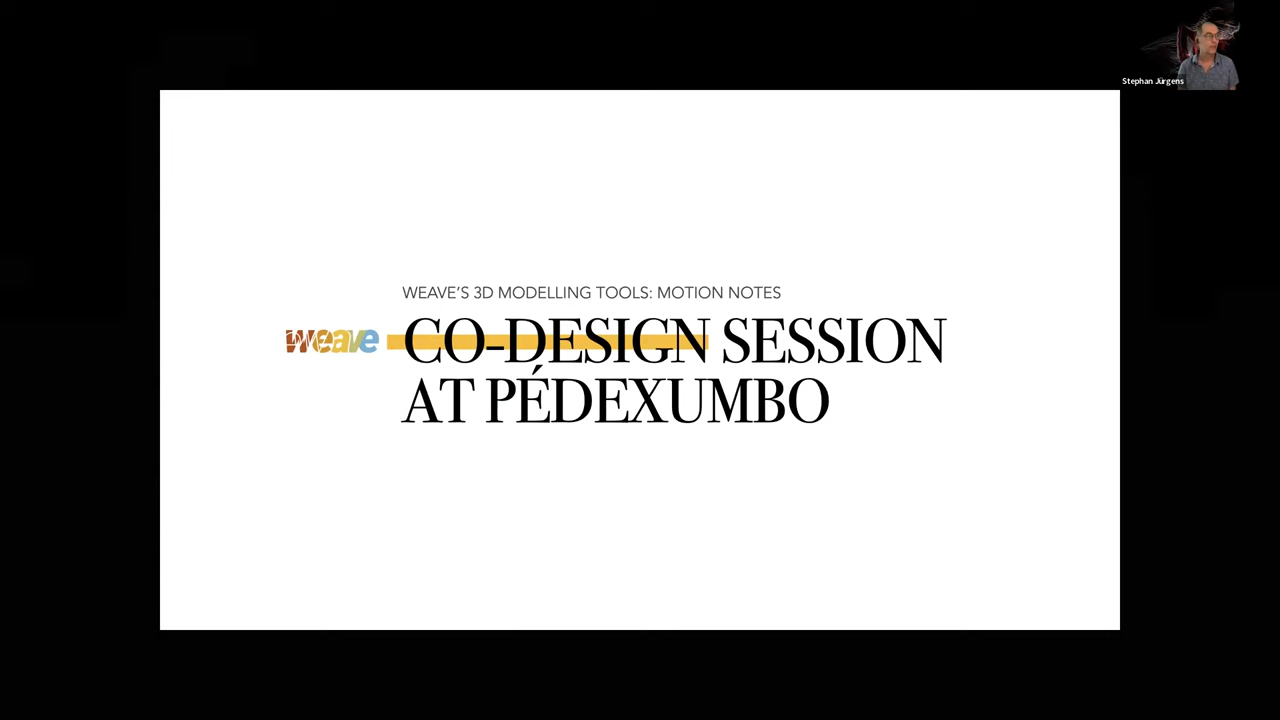 Stephan Jürgens
WEAVE'S 3D MODELLING TOOLS: MOTION NOTES
weave
CO-DESIGN SESSION
AT PÉDEXUMBO